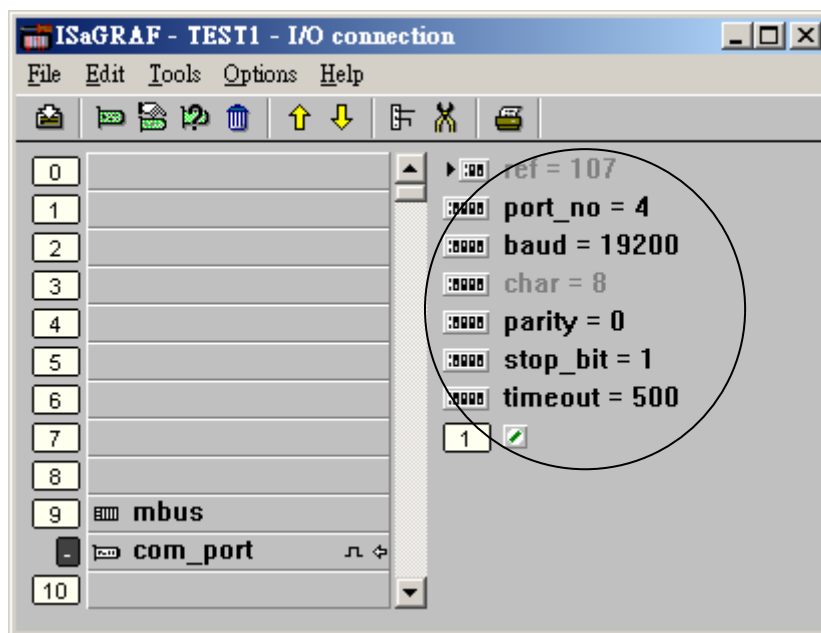 ISaGRAF - TEST1 - I/O connection
File Edit Tools Options Help
0
1
2
3
4
5
6
7
8
9 mbus
- com_port
10
ref = 107
port_no = 4
baud = 19200
char = 8
parity = 0
stop_bit = 1
timeout = 500
1